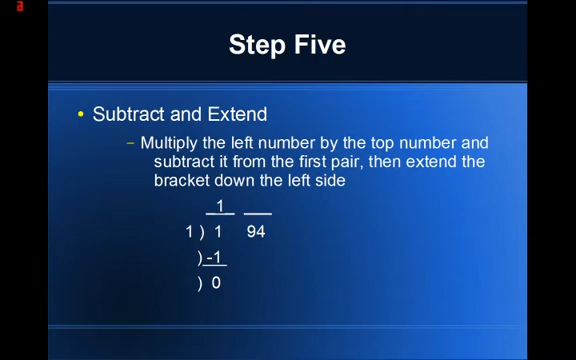 a
Step Five
• Subtract and Extend
– Multiply the left number by the top number and
subtract it from the first pair, then extend the
bracket down the left side
1
1 ) 1 94
) -1
) 0